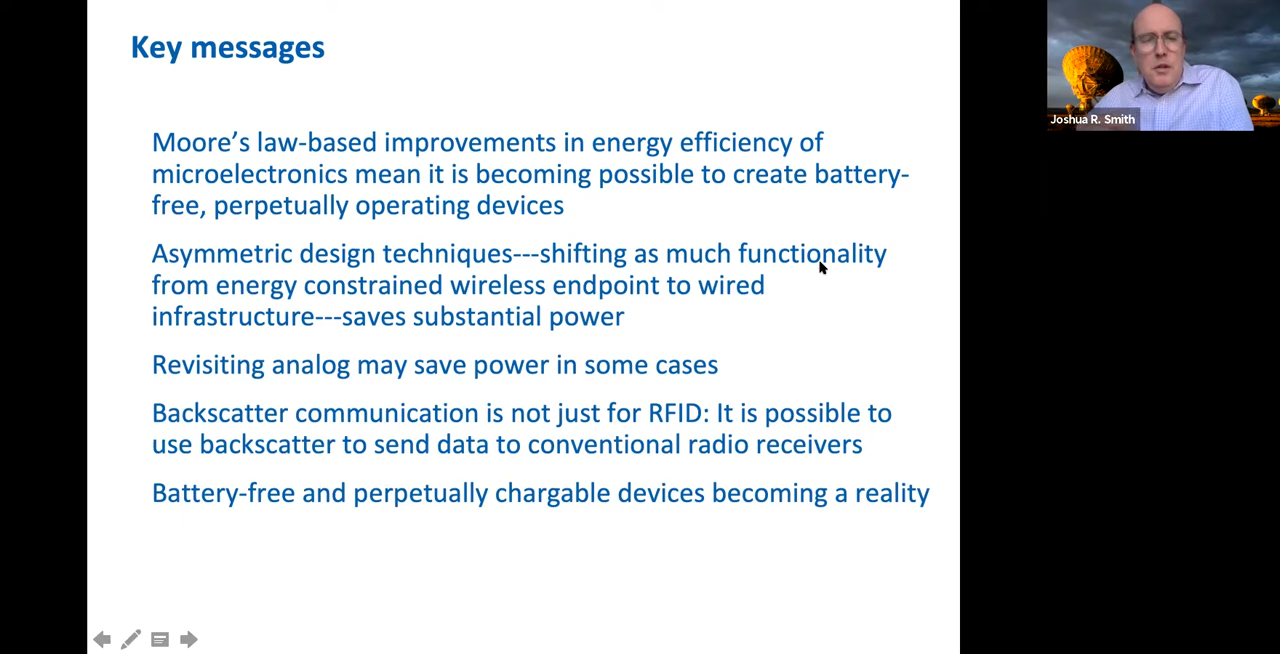 Key messages
Joshua R. Smith
Moore’s law-based improvements in energy efficiency of
microelectronics mean it is becoming possible to create battery-
free, perpetually operating devices
Asymmetric design techniques---shifting as much functionality
from energy constrained wireless endpoint to wired
infrastructure---saves substantial power
Revisiting analog may save power in some cases
Backscatter communication is not just for RFID: It is possible to
use backscatter to send data to conventional radio receivers
Battery-free and perpetually chargable devices becoming a reality